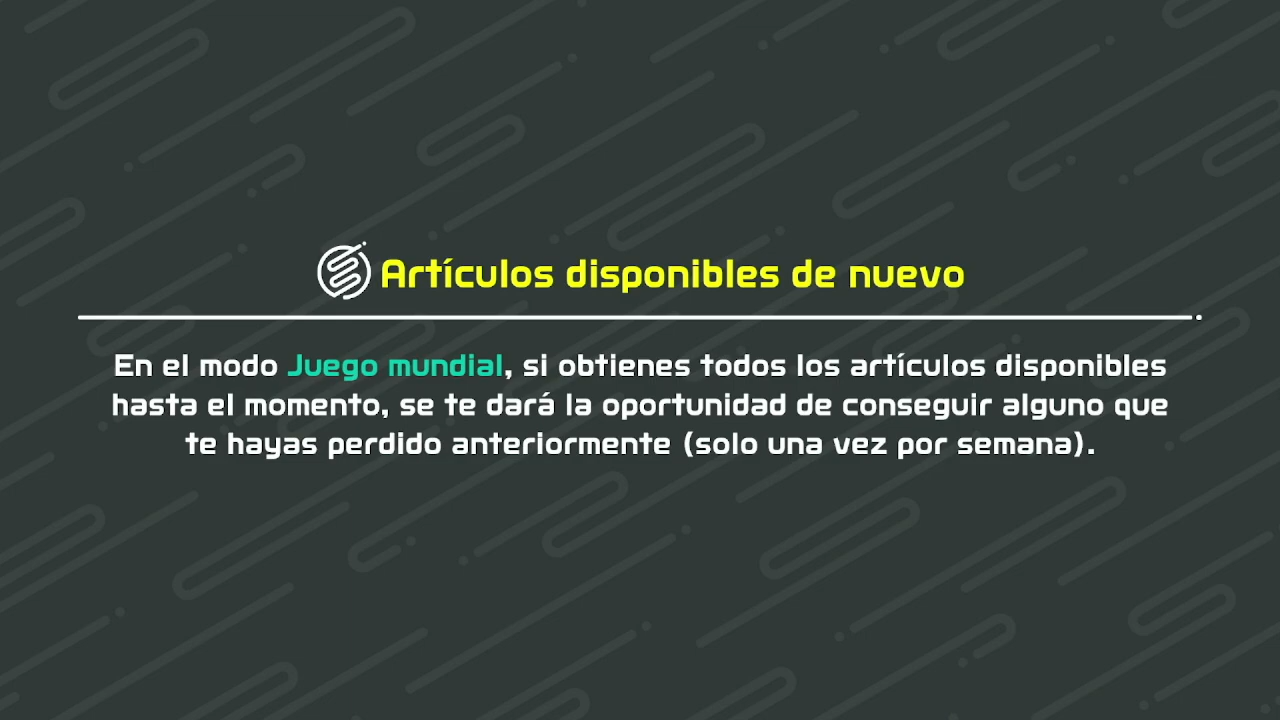 Artículos disponibles de nuevo
En el modo Juego mundial, si obtienes todos los artículos disponibles
hasta el momento, se te dará la oportunidad de conseguir alguno que
te hayas perdido anteriormente (solo una vez por semana).